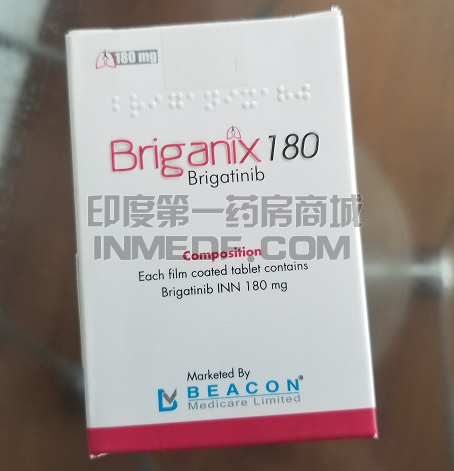 180 mg
Briganix 180
Brigatinib
印度第一药房商城
INMEDE.COM
Composition
Each film coated tablet contains
Brigatinib INN 180 mg
Marketed By
BEACON®
Medicare Limited